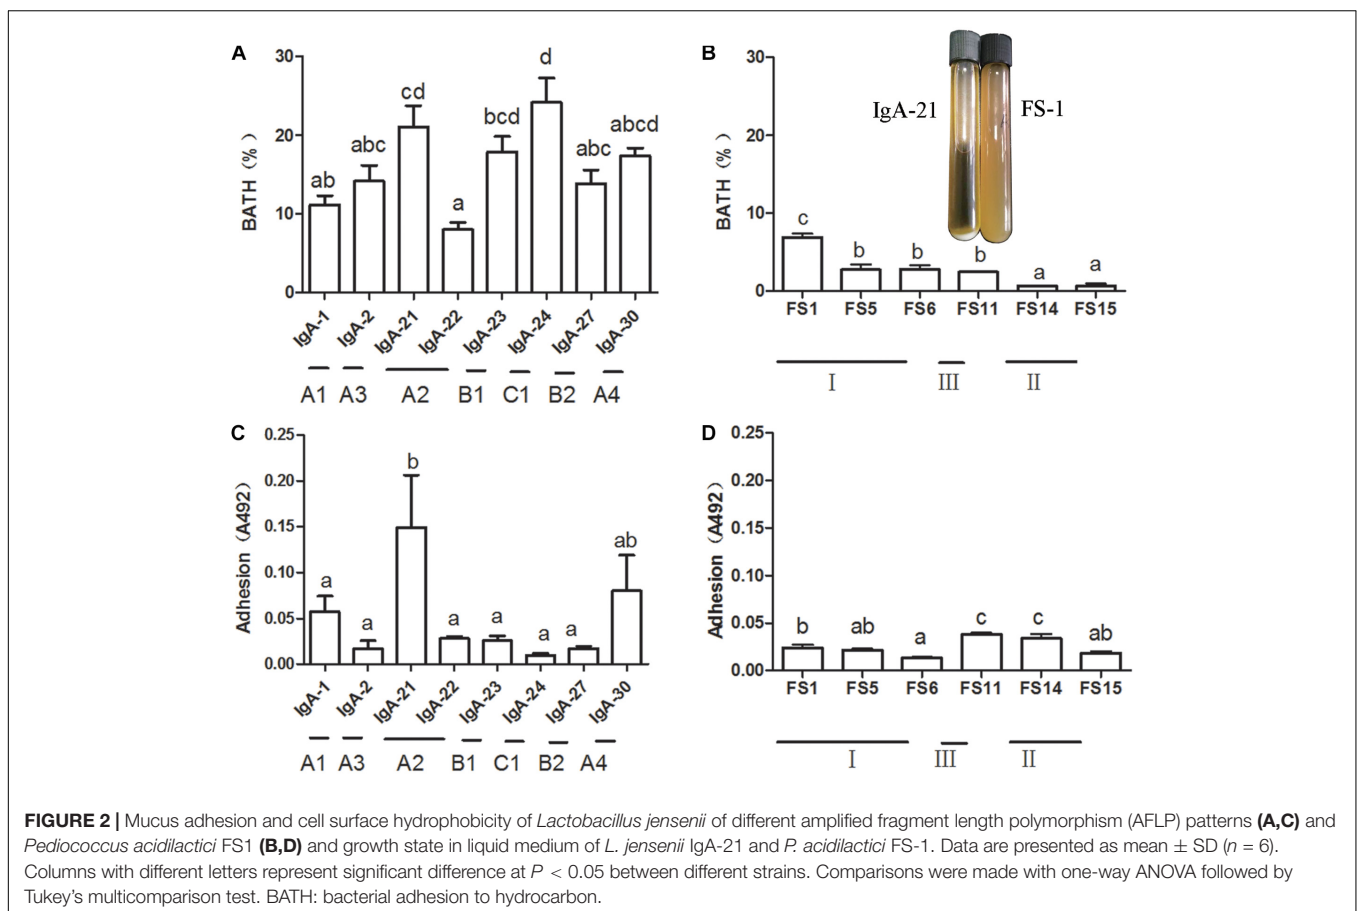 A
30
20
10
0
BATH (%)
ab
abc
cd
a
bcd
d
abc
abcd
IgA-1
IgA-2
IgA-21
IgA-22
IgA-23
IgA-24
IgA-27
IgA-30
A1 A3 A2 B1 C1 B2 A4
B
30
20
10
0
BATH (%)
IgA-21
FS-1
c
b
b
b
a
a
FS1 FS5 FS6 FS11 FS14 FS15
I III II
C
0.25
0.20
0.15
0.10
0.05
0.00
Adhesion (A492)
a
a
b
a
a
a
a
ab
IgA-1
IgA-2
IgA-21
IgA-22
IgA-23
IgA-24
IgA-27
IgA-30
A1 A3 A2 B1 C1 B2 A4
D
0.25
0.20
0.15
0.10
0.05
0.00
Adhesion (A492)
b
ab
a
c
c
ab
FS1 FS5 FS6 FS11 FS14 FS15
I III II
FIGURE 2 | Mucus adhesion and cell surface hydrophobicity of Lactobacillus jensenii of different amplified fragment length polymorphism (AFLP) patterns (A,C) and
Pediococcus acidilactici FS1 (B,D) and growth state in liquid medium of L. jensenii IgA-21 and P. acidilactici FS-1. Data are presented as mean ± SD (n = 6).
Columns with different letters represent significant difference at P < 0.05 between different strains. Comparisons were made with one-way ANOVA followed by
Tukey's multicomparison test. BATH: bacterial adhesion to hydrocarbon.